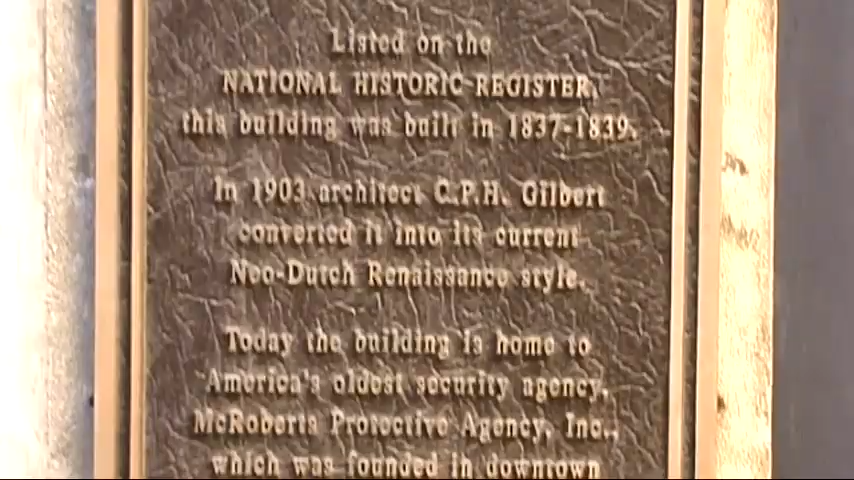 Listed on the
NATIONAL HISTORIC REGISTER,
this building was built in 1837-1839.
In 1903 architect C.P.H. Gilbert
converted it into its current
Neo-Dutch Renaissance style.
Today the building is home to
America's oldest security agency,
McRoberts Protective Agency, Inc.,
which was founded in downtown